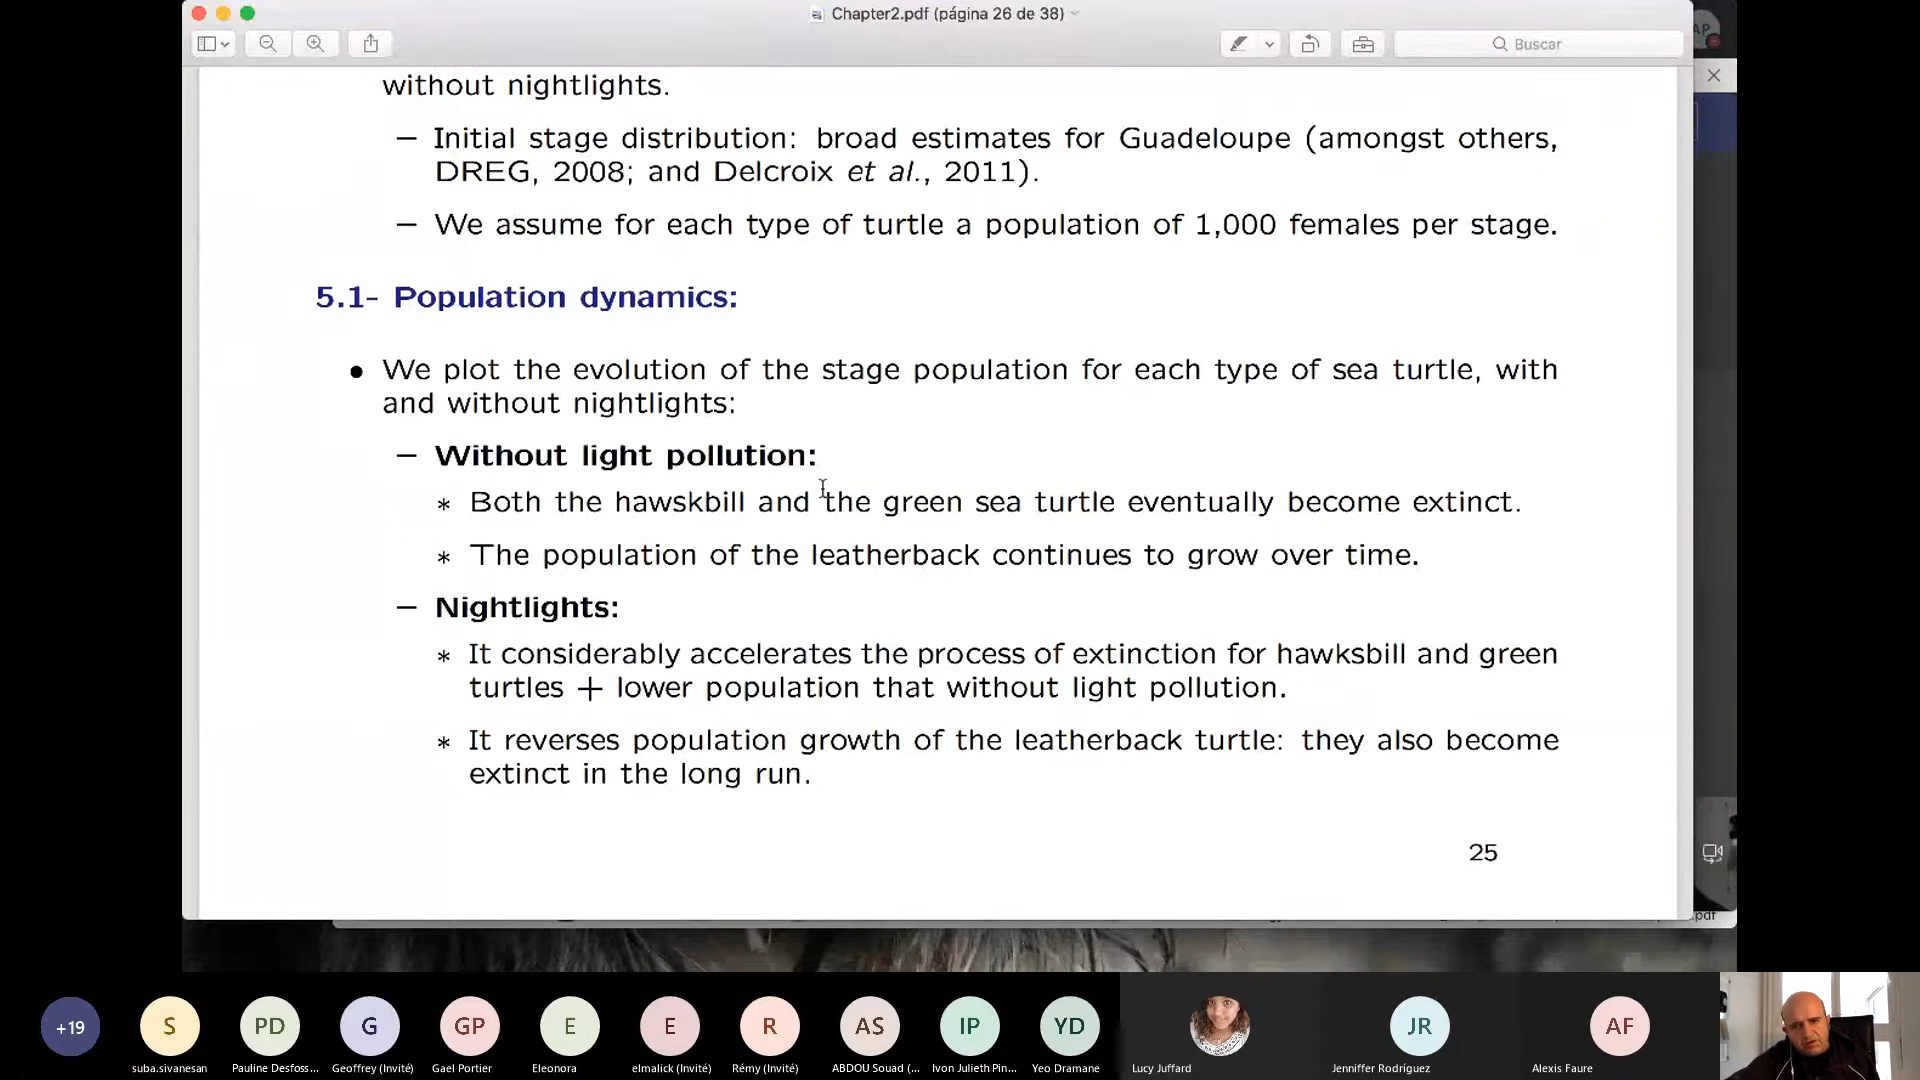 Chapter2.pdf (página 26 de 38)
Buscar
AP
without nightlights.
– Initial stage distribution: broad estimates for Guadeloupe (amongst others,
DREG, 2008; and Delcroix et al., 2011).
– We assume for each type of turtle a population of 1,000 females per stage.
5.1- Population dynamics:
• We plot the evolution of the stage population for each type of sea turtle, with
and without nightlights:
– Without light pollution:
* Both the hawskbill and the green sea turtle eventually become extinct.
* The population of the leatherback continues to grow over time.
– Nightlights:
* It considerably accelerates the process of extinction for hawksbill and green
turtles + lower population that without light pollution.
* It reverses population growth of the leatherback turtle: they also become
extinct in the long run.
25
pdf
+19
S
PD
G
GP
E
E
R
AS
IP
YD
JR
AF
suba.sivanesan
Pauline Desfoss...
Geoffrey (Invité)
Gael Portier
Eleonora
elmalick (Invité)
Rémy (Invité)
ABDOU Souad (...
Ivon Julieth Pin...
Yeo Dramane
Lucy Juffard
Jenniffer Rodríguez
Alexis Faure